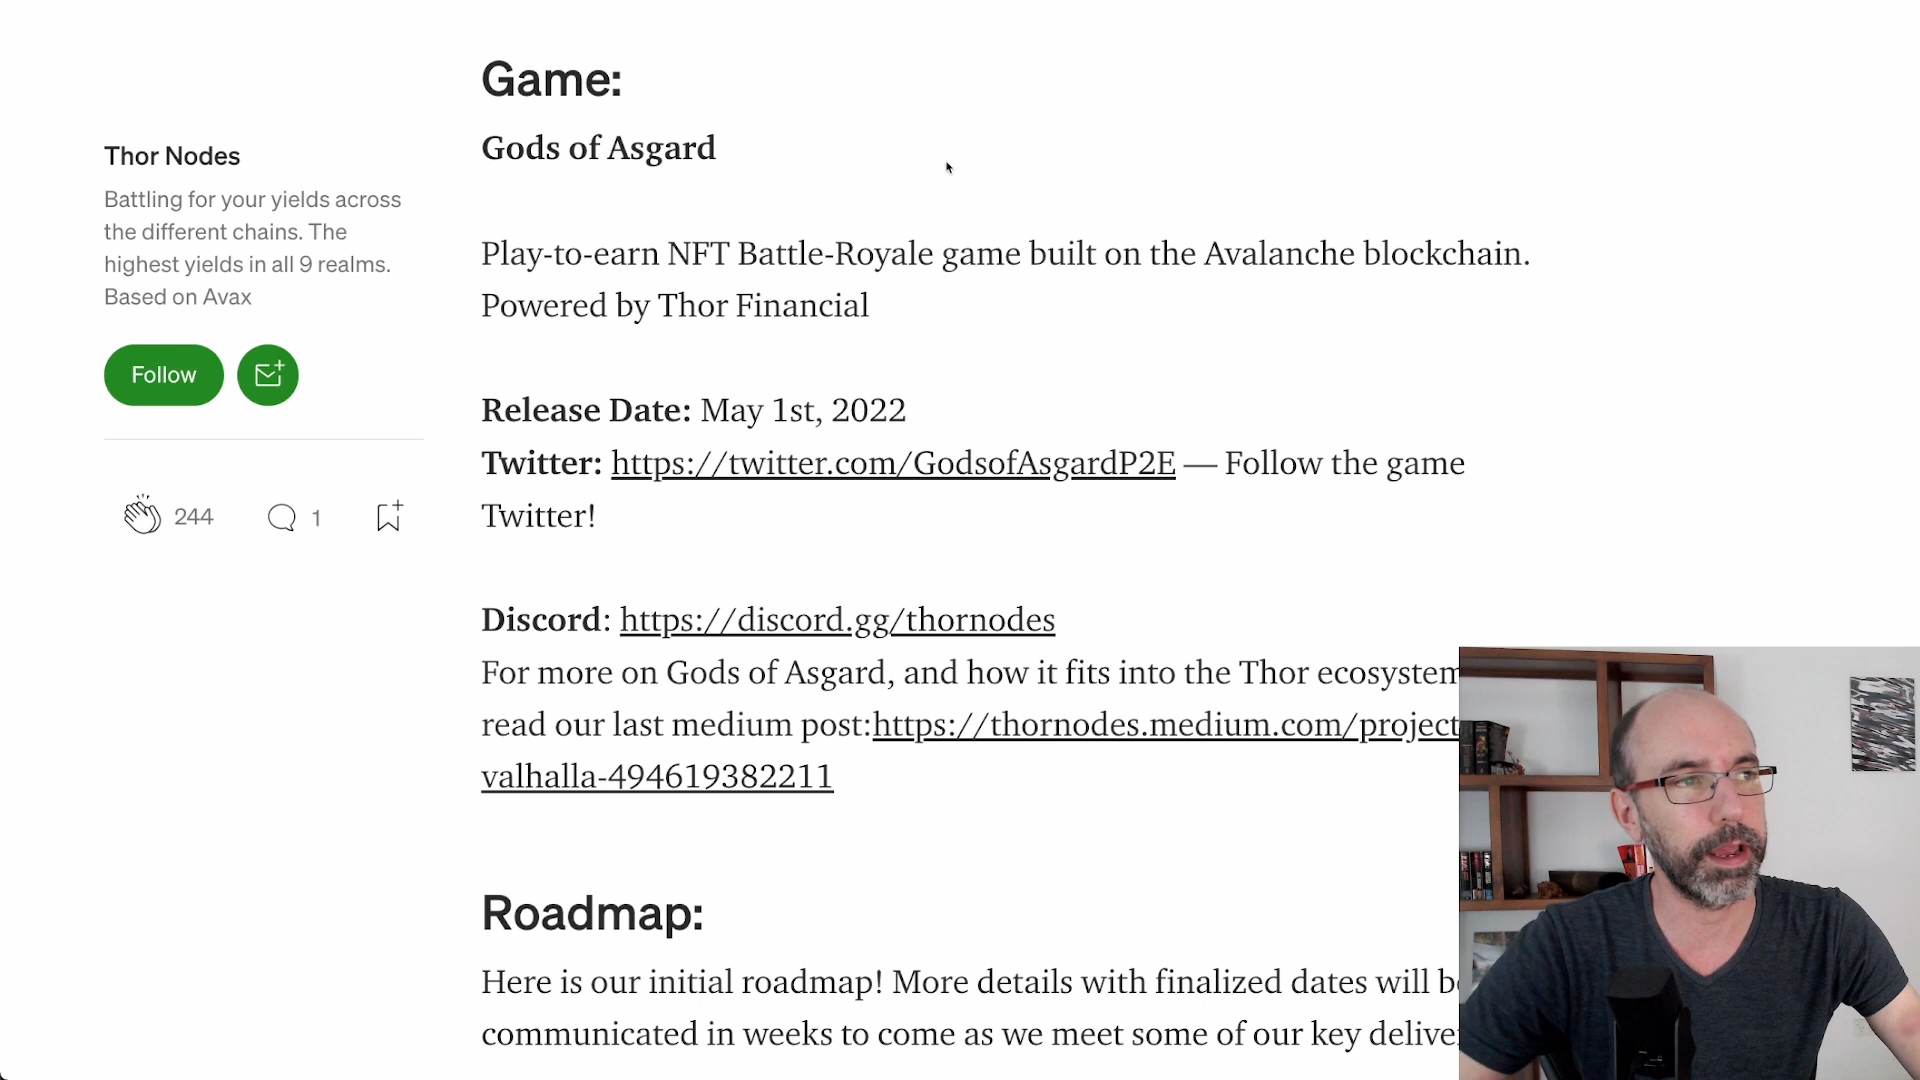 Game:
Gods of Asgard
Thor Nodes
Battling for your yields across
the different chains. The
highest yields in all 9 realms.
Based on Avax
Follow
244
1
Play-to-earn NFT Battle-Royale game built on the Avalanche blockchain.
Powered by Thor Financial
Release Date: May 1st, 2022
Twitter: https://twitter.com/GodsofAsgardP2E — Follow the game
Twitter!
Discord: https://discord.gg/thornodes
For more on Gods of Asgard, and how it fits into the Thor ecosystem
read our last medium post:https://thornodes.medium.com/project
valhalla-494619382211
Roadmap:
Here is our initial roadmap! More details with finalized dates will
communicated in weeks to come as we meet some of our key